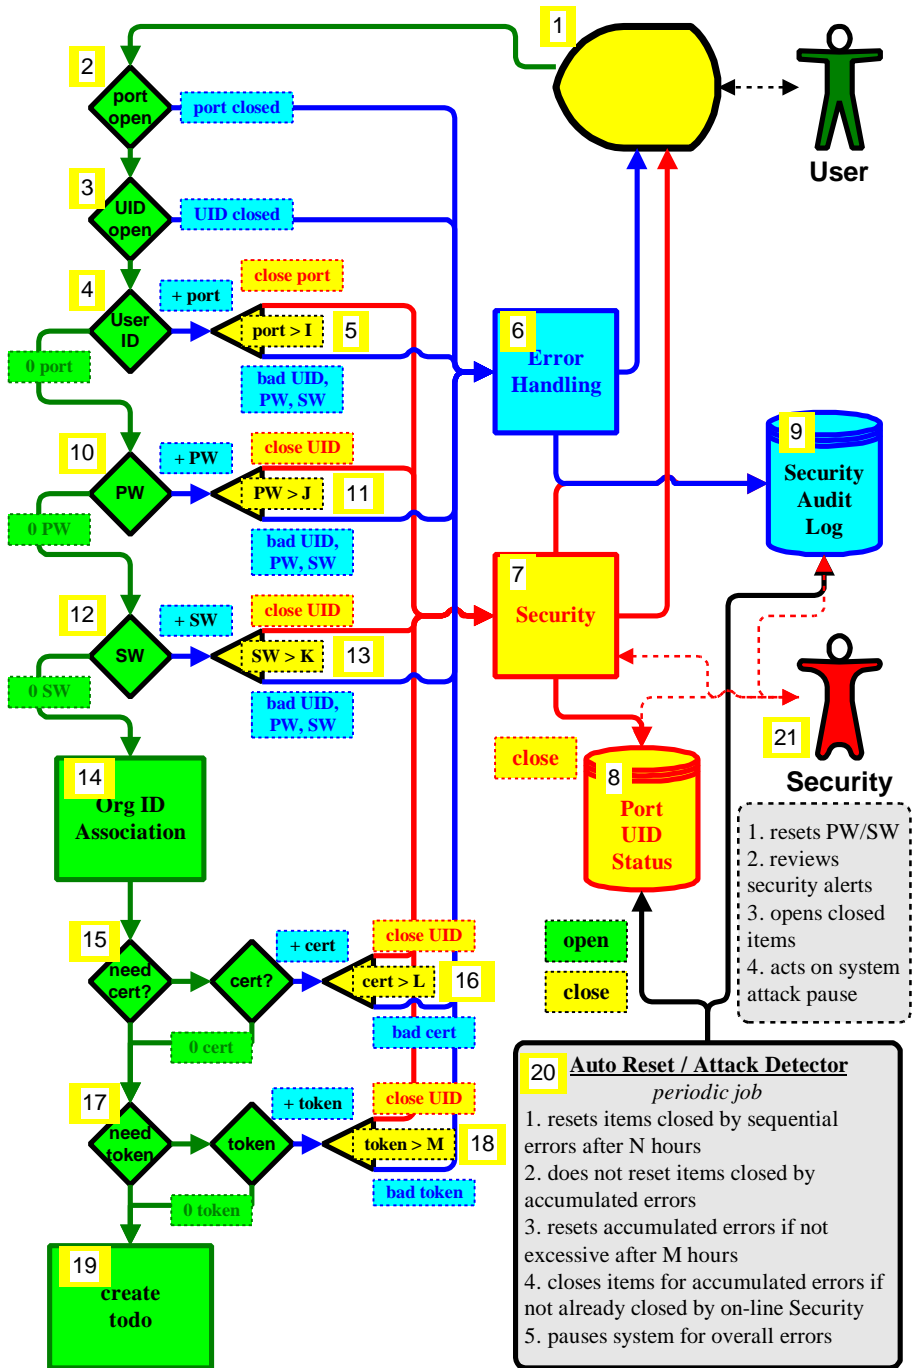 1
2
port
open
port closed
User
3
UID
open
UID closed
4
User
ID
+ port
close port
port > I
5
bad UID,
PW, SW
0 port
6
Error
Handling
9
Security
Audit
Log
10
PW
+ PW
close UID
PW > J
11
bad UID,
PW, SW
0 PW
7
Security
12
SW
+ SW
close UID
SW > K
13
bad UID,
PW, SW
0 SW
21
Security
1. resets PW/SW
2. reviews
security alerts
3. opens closed
items
4. acts on system
attack pause
close
8
Port
UID
Status
14
Org ID
Association
open
close
15
need
cert?
cert?
+ cert
close UID
cert > L
16
bad cert
0 cert
17
need
token
token
+ token
close UID
token > M
18
bad token
0 token
19
create
todo
20
Auto Reset / Attack Detector
periodic job
1. resets items closed by sequential
errors after N hours
2. does not reset items closed by
accumulated errors
3. resets accumulated errors if not
excessive after M hours
4. closes items for accumulated errors if
not already closed by on-line Security
5. pauses system for overall errors